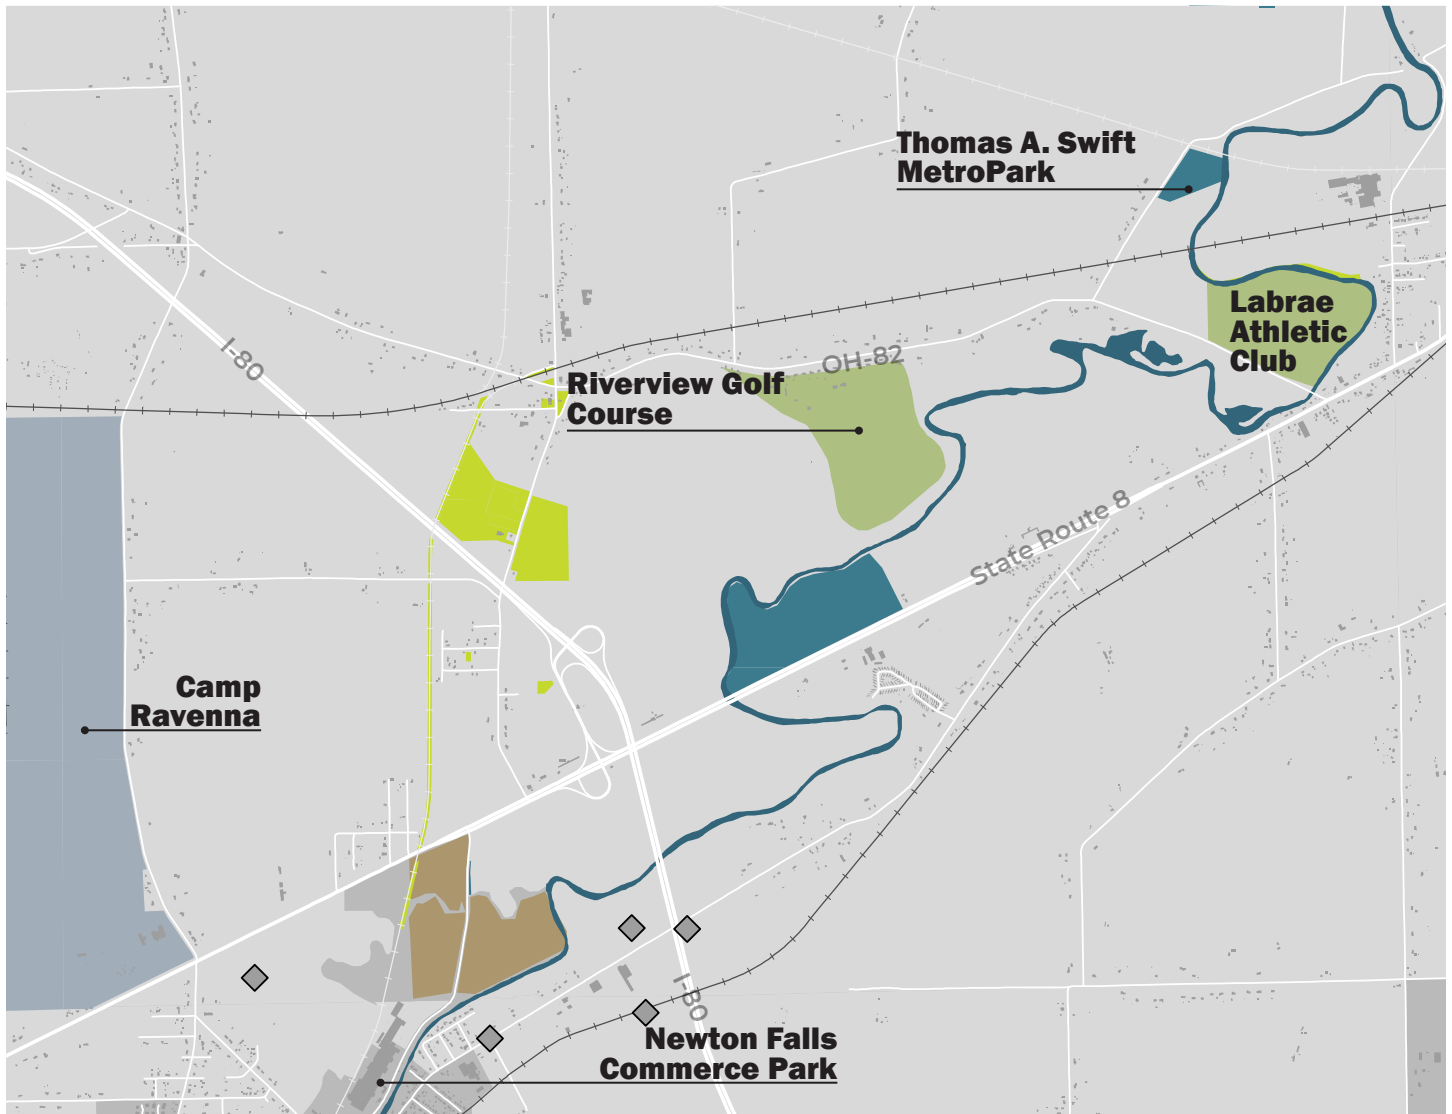 Thomas A. Swift
MetroPark
Labrae
Athletic
Club
I-80
OH-82
Riverview Golf
Course
State Route 8
Camp
Ravenna
I-80
Newton Falls
Commerce Park